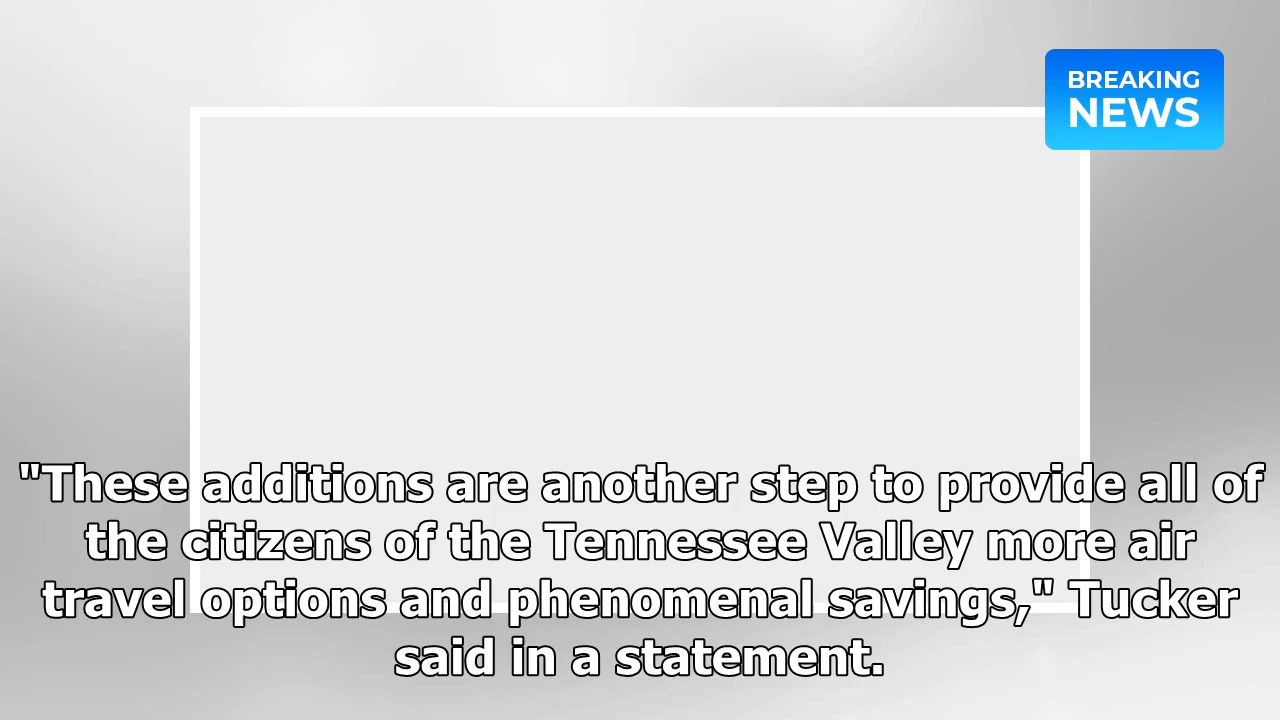 BREAKING
NEWS
"These additions are another step to provide all of
the citizens of the Tennessee Valley more air
travel options and phenomenal savings," Tucker
said in a statement.